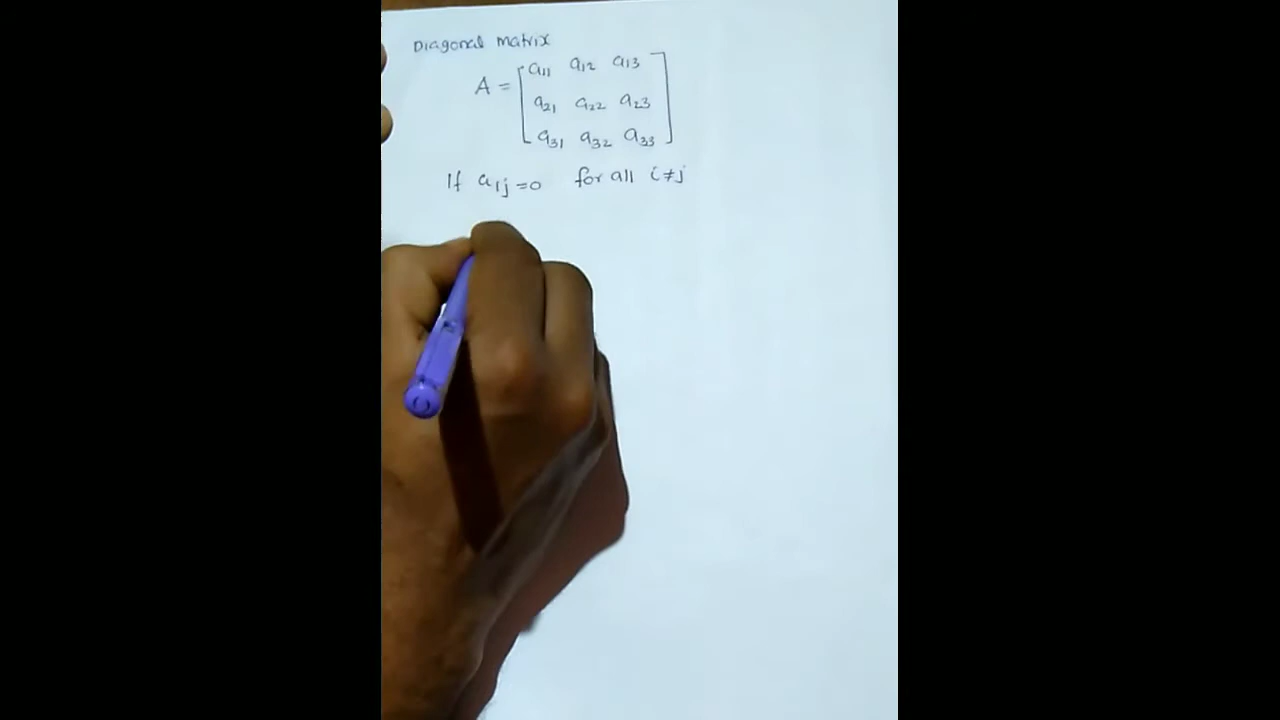 Diagonal matrix
A = [a11 a12 a13
a21 a22 a23
a31 a32 a33]
If aij = 0 for all i≠j